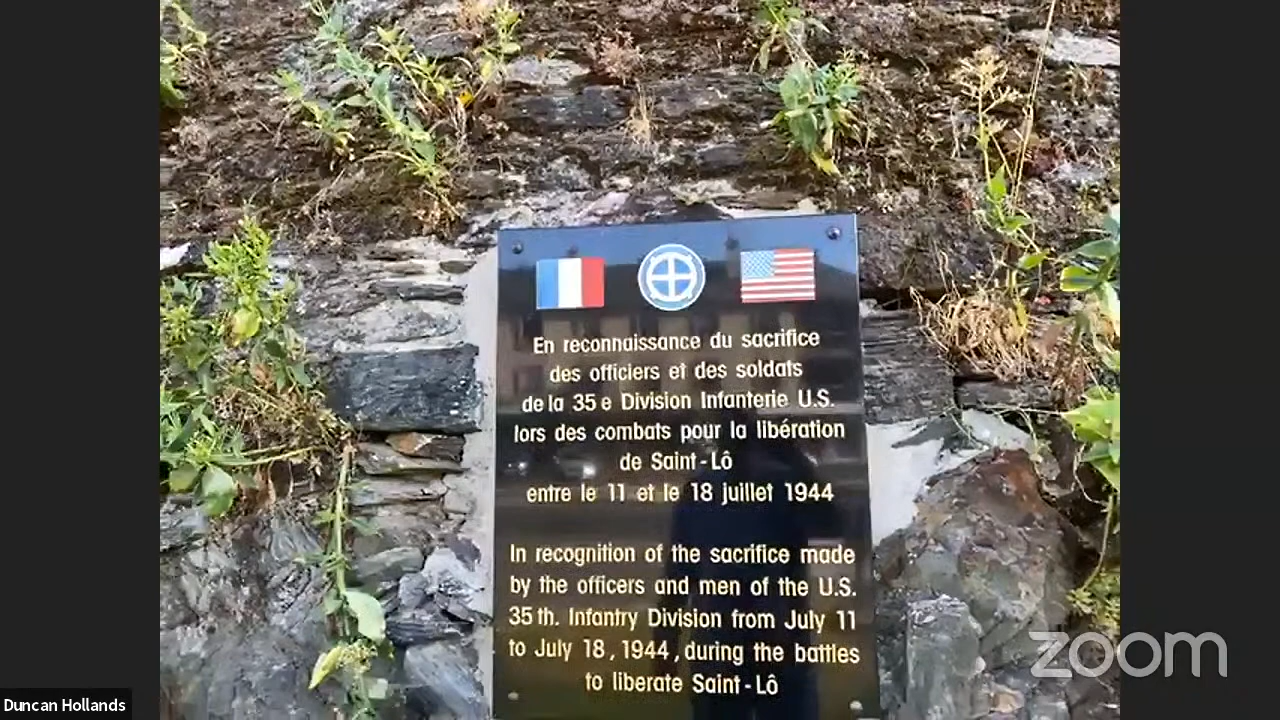 En reconnaissance du sacrifice
des officiers et des soldats
de la 35 e Division Infanterie U.S.
lors des combats pour la libération
de Saint-Lô
entre le 11 et le 18 juillet 1944
In recognition of the sacrifice made
by the officers and men of the U.S.
35th. Infantry Division from July 11
to July 18, 1944, during the battles
to liberate Saint-Lô
zoom
Duncan Hollands